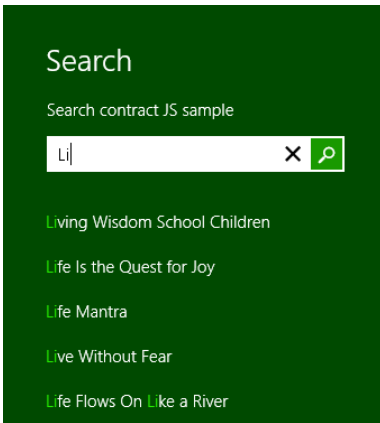 Search
Search contract JS sample
Li
Living Wisdom School Children
Life Is the Quest for Joy
Life Mantra
Live Without Fear
Life Flows On Like a River